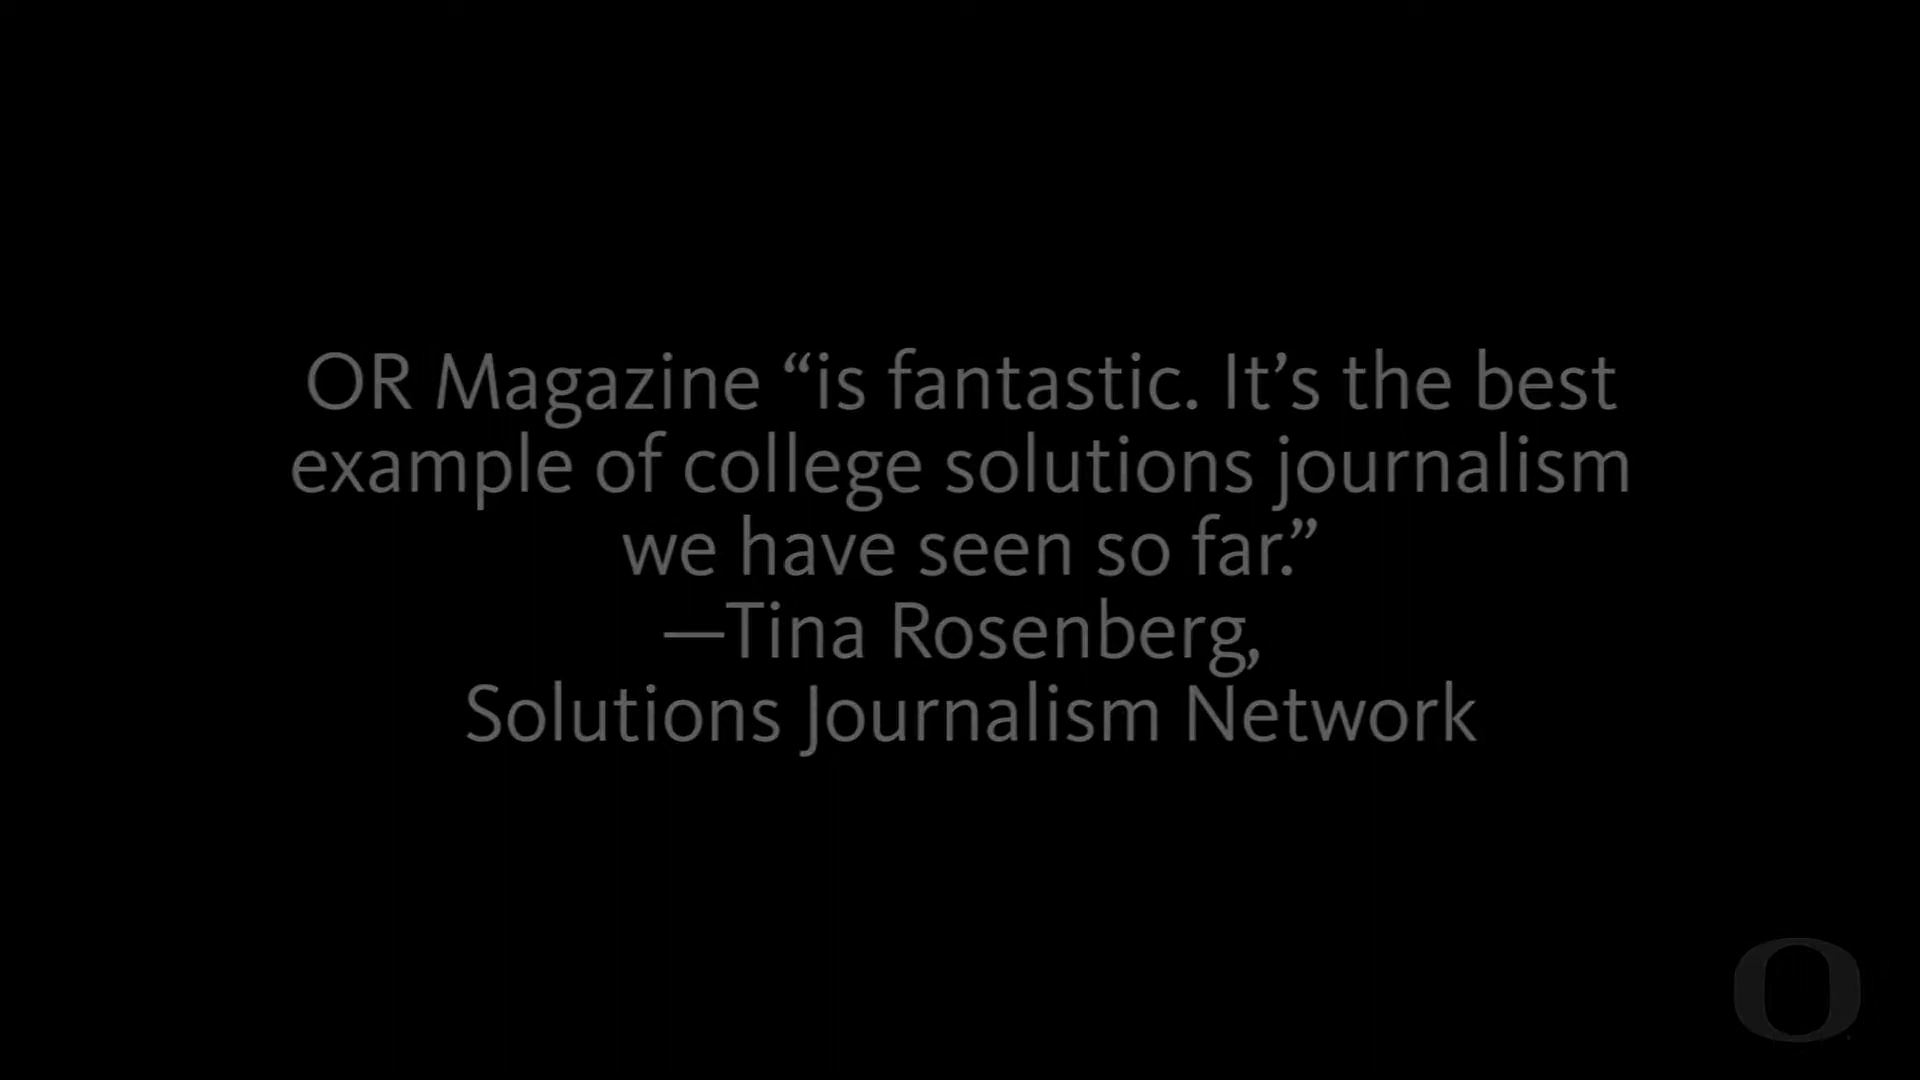 OR Magazine “is fantastic. It’s the best
example of college solutions journalism
we have seen so far.”
—Tina Rosenberg,
Solutions Journalism Network
O